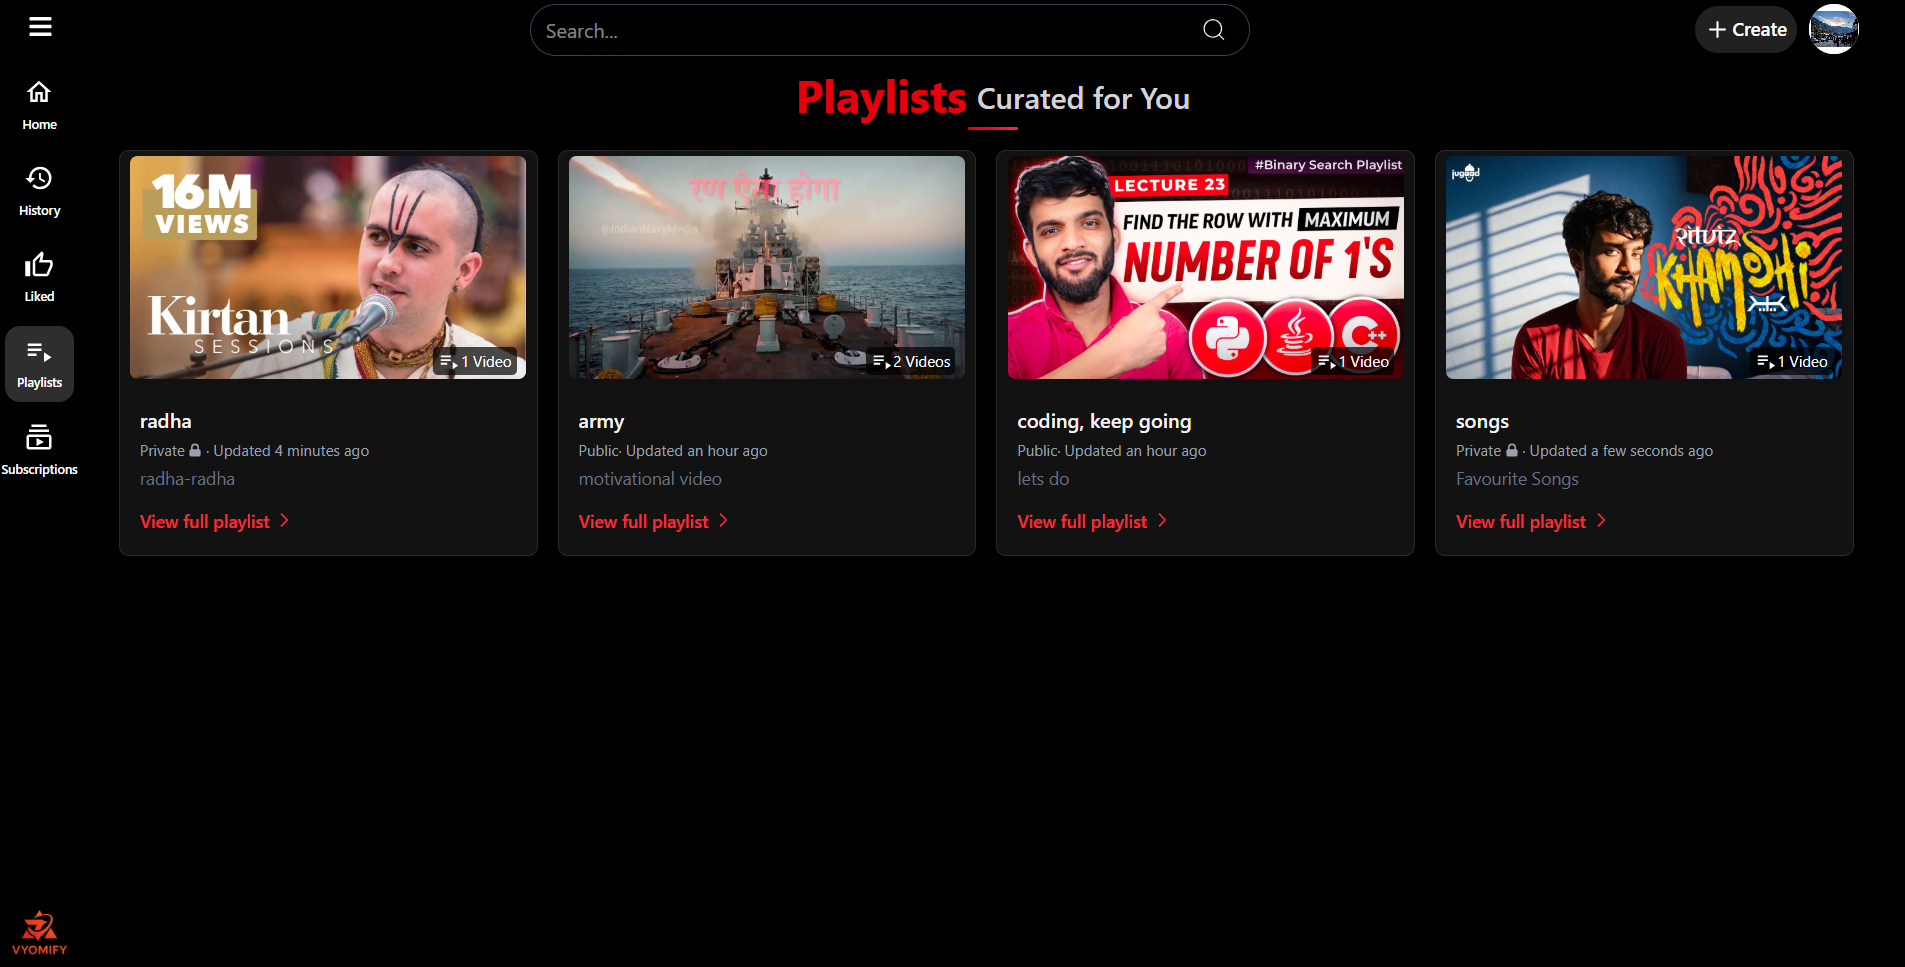 Search...
+ Create
Home
History
Liked
Playlists
Subscriptions
VYOMIFY
Playlists Curated for You
16M
VIEWS
Kirtan
SESSIONS
1 Video
radha
Private · Updated 4 minutes ago
radha-radha
View full playlist
रण ऐसा होगा
@IndianNavyMedia
2 Videos
army
Public· Updated an hour ago
motivational video
View full playlist
#Binary Search Playlist
LECTURE 23
FIND THE ROW WITH MAXIMUM
NUMBER OF 1'S
C++
1 Video
coding, keep going
Public· Updated an hour ago
lets do
View full playlist
jugaad
Ritviz
KHAMOSHI
1 Video
songs
Private · Updated a few seconds ago
Favourite Songs
View full playlist